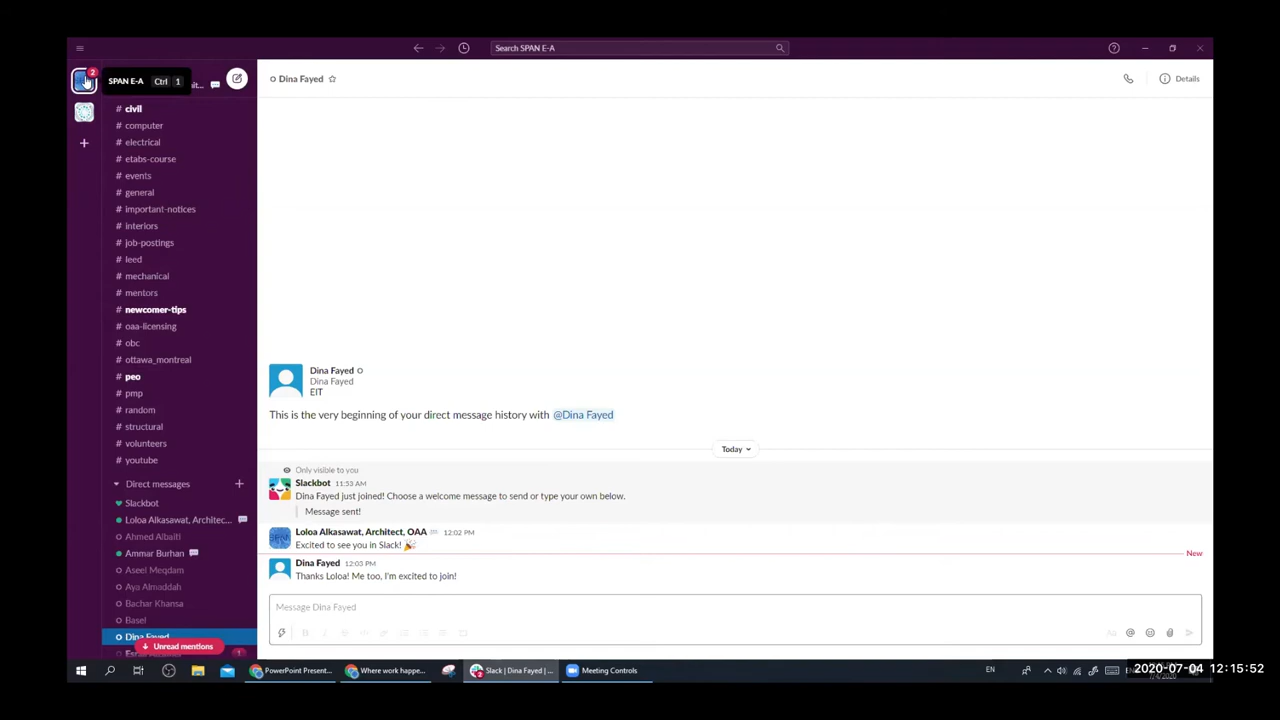 Search SPAN E-A
2
SPAN E-A Ctrl 1
Dina Fayed
Details
# civil
# computer
# electrical
# etabs-course
# events
# general
# important-notices
# interiors
# job-postings
# leed
# mechanical
# mentors
# newcomer-tips
# oaa-licensing
# obc
# ottawa_montreal
# peo
# pmp
# random
# structural
# volunteers
# youtube
Direct messages
Slackbot
Loloa Alkasawat, Architec...
Ahmed Albaiti
Ammar Burhan
Aseel Meqdam
Aya Almaddah
Bachar Khansa
Basel
Dina Fayed
Unread mentions
1
Dina Fayed
Dina Fayed
EIT
This is the very beginning of your direct message history with @Dina Fayed
Today
Only visible to you
Slackbot 11:53 AM
Dina Fayed just joined! Choose a welcome message to send or type your own below.
Message sent!
Loloa Alkasawat, Architect, OAA 12:02 PM
Excited to see you in Slack!
New
Dina Fayed 12:03 PM
Thanks Loloa! Me too, I'm excited to join!
Message Dina Fayed
PowerPoint Present...
Where work happe...
Slack | Dina Fayed | ...
Meeting Controls
EN
2020-07-04 12:15:52